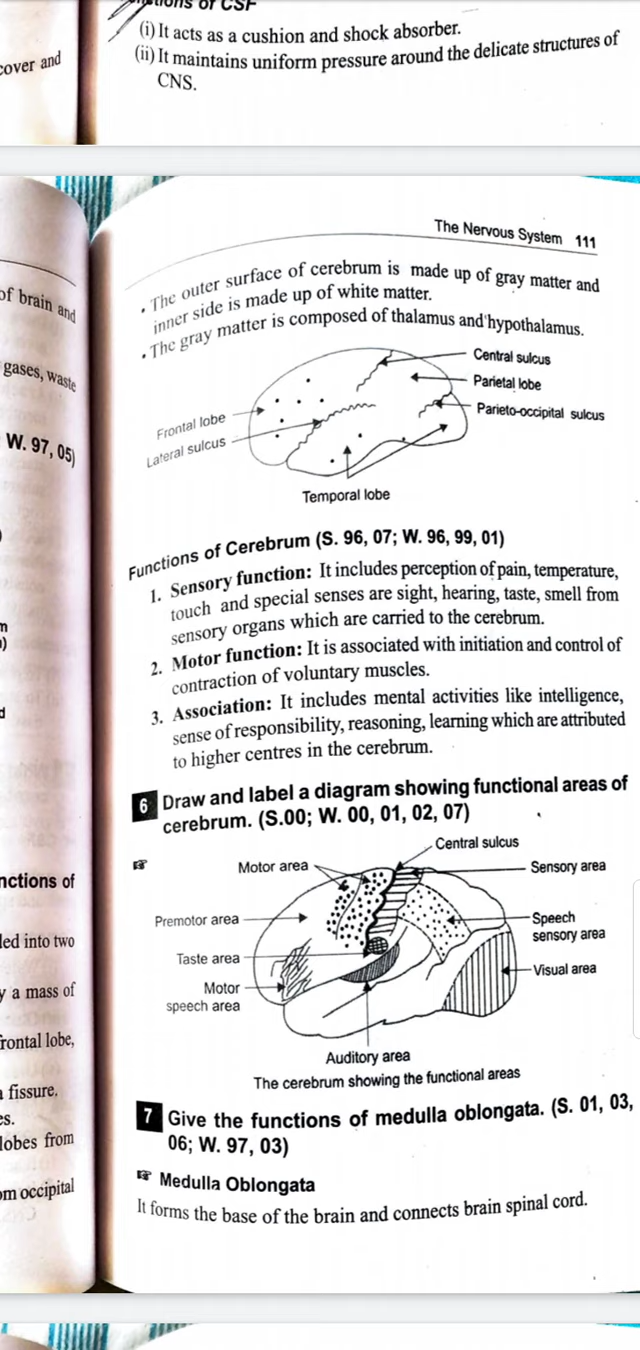 of CSF
(i) It acts as a cushion and shock absorber.
(ii) It maintains uniform pressure around the delicate structures of
CNS.
cover and
The Nervous System 111
• The outer surface of cerebrum is made up of gray matter and
inner side is made up of white matter.
• The gray matter is composed of thalamus and hypothalamus.
of brain and
gases, waste
W. 97, 05)
Central sulcus
Parietal lobe
Parieto-occipital sulcus
Frontal lobe
Lateral sulcus
Temporal lobe
Functions of Cerebrum (S. 96, 07; W. 96, 99, 01)
1. Sensory function: It includes perception of pain, temperature,
touch and special senses are sight, hearing, taste, smell from
sensory organs which are carried to the cerebrum.
2. Motor function: It is associated with initiation and control of
contraction of voluntary muscles.
3. Association: It includes mental activities like intelligence,
sense of responsibility, reasoning, learning which are attributed
to higher centres in the cerebrum.
6 Draw and label a diagram showing functional areas of
cerebrum. (S.00; W. 00, 01, 02, 07)
☞
Central sulcus
Motor area
Sensory area
Premotor area
Speech
sensory area
Taste area
Visual area
Motor
speech area
Auditory area
The cerebrum showing the functional areas
nctions of
led into two
y a mass of
frontal lobe,
fissure,
es.
lobes from
om occipital
7 Give the functions of medulla oblongata. (S. 01, 03,
06; W. 97, 03)
☞ Medulla Oblongata
It forms the base of the brain and connects brain spinal cord.